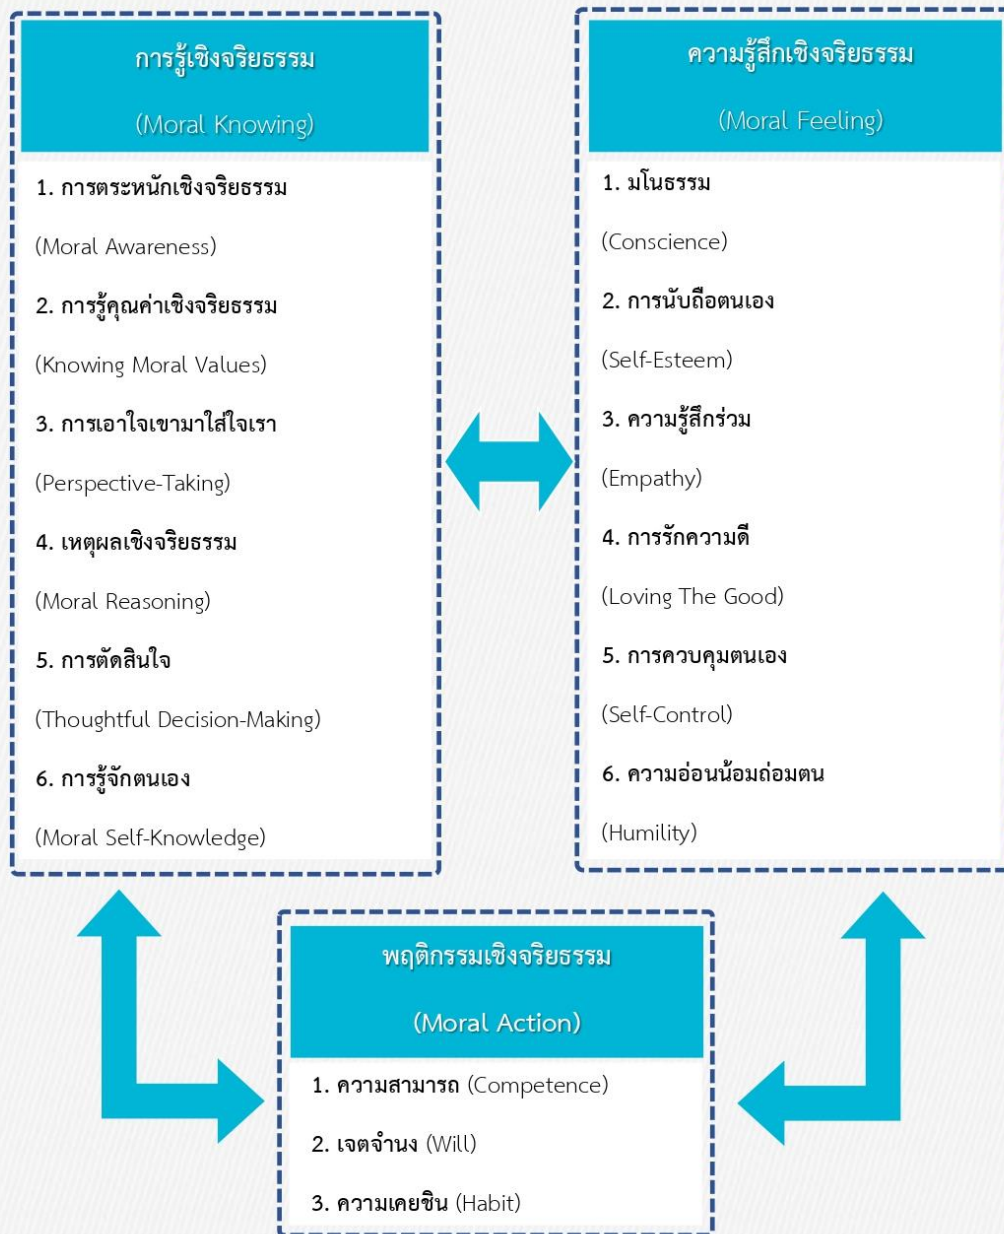 การรู้เชิงจริยธรรม
(Moral Knowing)
1. การตระหนักเชิงจริยธรรม
(Moral Awareness)
2. การรู้คุณค่าเชิงจริยธรรม
(Knowing Moral Values)
3. การเอาใจเขามาใส่ใจเรา
(Perspective-Taking)
4. เหตุผลเชิงจริยธรรม
(Moral Reasoning)
5. การตัดสินใจ
(Thoughtful Decision-Making)
6. การรู้จักตนเอง
(Moral Self-Knowledge)
ความรู้สึกเชิงจริยธรรม
(Moral Feeling)
1. มโนธรรม
(Conscience)
2. การนับถือตนเอง
(Self-Esteem)
3. ความรู้สึกร่วม
(Empathy)
4. การรักความดี
(Loving The Good)
5. การควบคุมตนเอง
(Self-Control)
6. ความอ่อนน้อมถ่อมตน
(Humility)
พฤติกรรมเชิงจริยธรรม
(Moral Action)
1. ความสามารถ (Competence)
2. เจตจำนง (Will)
3. ความเคยชิน (Habit)